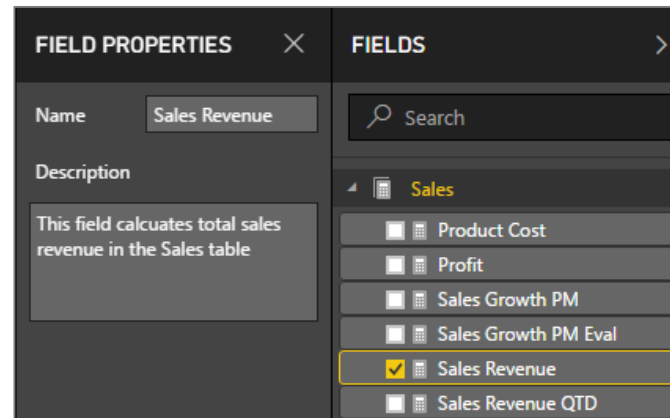 FIELD PROPERTIES
Name
Sales Revenue
Description
This field calcuates total sales
revenue in the Sales table
FIELDS
Search
Sales
Product Cost
Profit
Sales Growth PM
Sales Growth PM Eval
Sales Revenue
Sales Revenue QTD